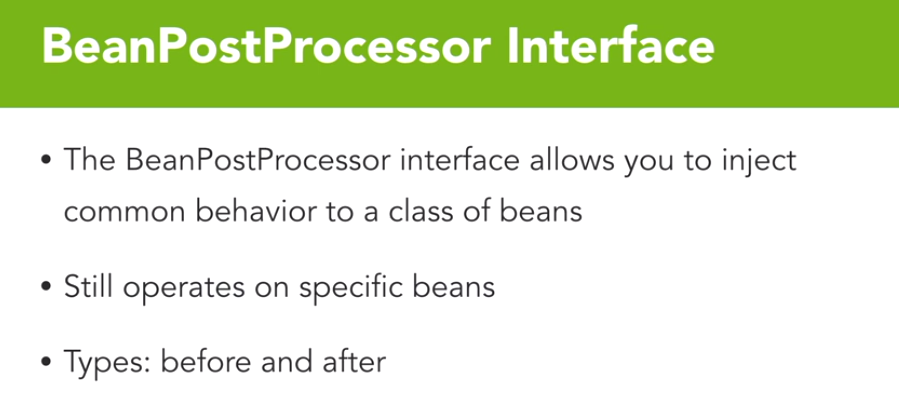 BeanPostProcessor Interface
• The BeanPostProcessor interface allows you to inject
common behavior to a class of beans
• Still operates on specific beans
• Types: before and after